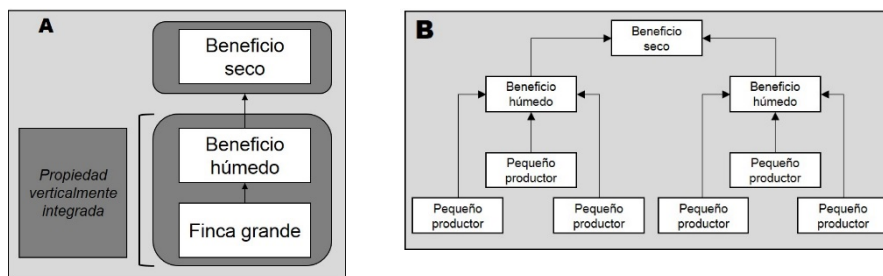 A
Beneficio
seco
Beneficio
húmedo
Propiedad
verticalmente
integrada
Finca grande
B
Beneficio
seco
Beneficio
húmedo
Beneficio
húmedo
Pequeño
productor
Pequeño
productor
Pequeño
productor
Pequeño
productor
Pequeño
productor
Pequeño
productor